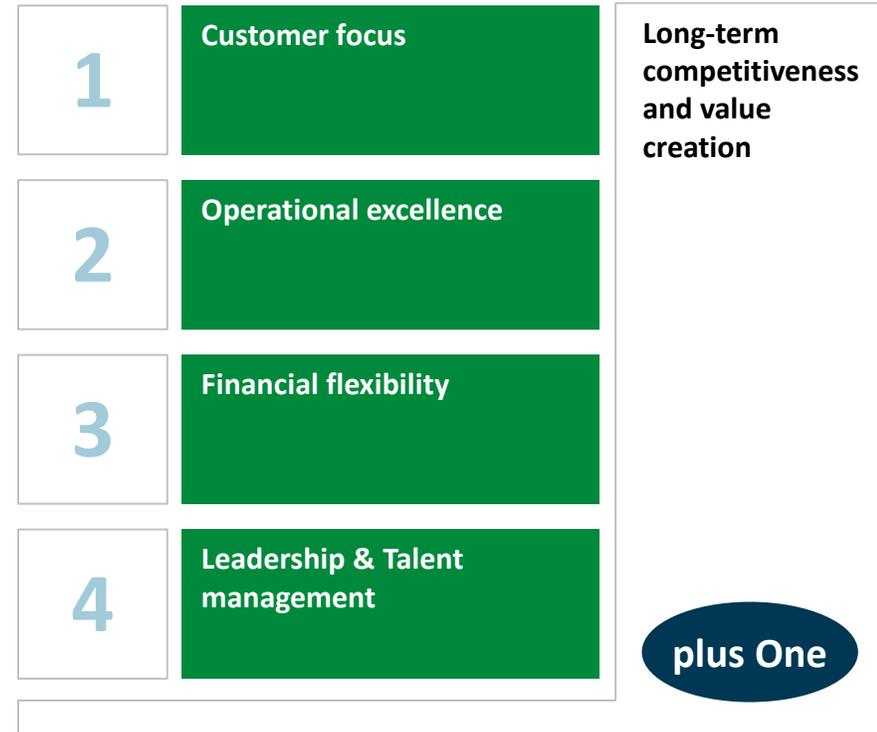 1
Customer focus
2
Operational excellence
3
Financial flexibility
4
Leadership & Talent
management
Long-term
competitiveness
and value
creation
plus One